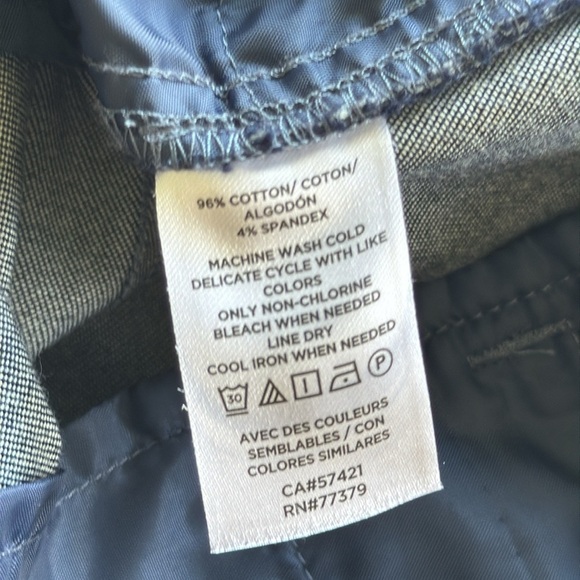 96% COTTON/ COTON/
ALGODÓN
4% SPANDEX
MACHINE WASH COLD
DELICATE CYCLE WITH LIKE
COLORS
ONLY NON-CHLORINE
BLEACH WHEN NEEDED
LINE DRY
COOL IRON WHEN NEEDED
30 P
AVEC DES COULEURS
SEMBLABLES / CON
COLORES SIMILARES
CA#57421
RN#77379